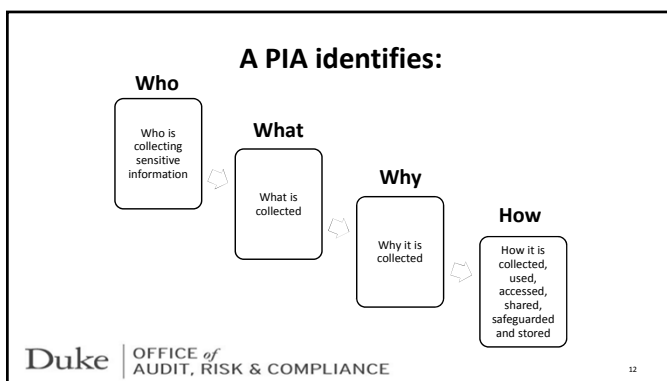 A PIA identifies:
Who
Who is
collecting
sensitive
information
What
What is
collected
Why
Why it is
collected
How
How it is
collected,
used,
accessed,
shared,
safeguarded
and stored
Duke OFFICE of
AUDIT, RISK & COMPLIANCE
12